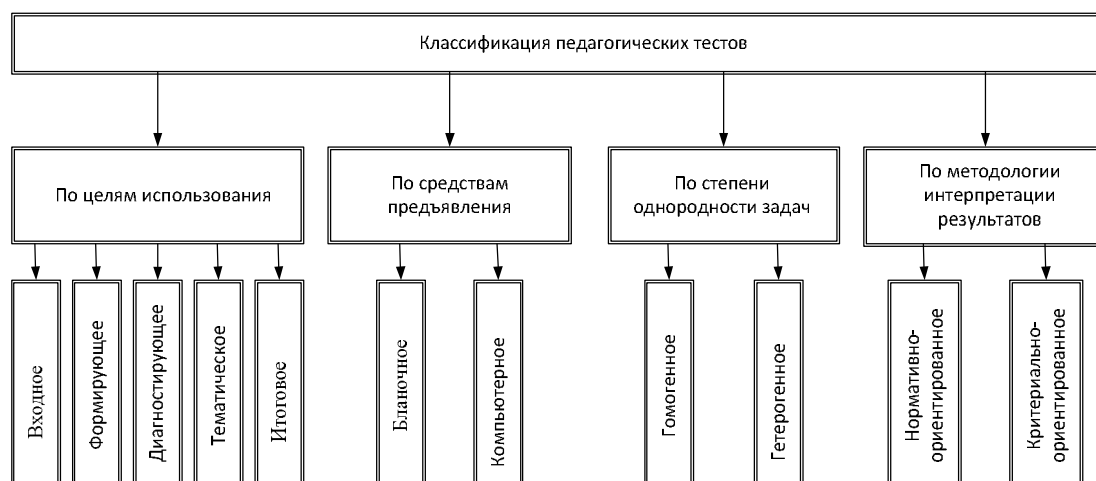 Классификация педагогических тестов
По целям использования
По средствам
предъявления
По степени
однородности задач
По методологии
интерпретации
результатов
Входное
Формирующее
Диагностирующее
Тематическое
Итоговое
Бланочное
Компьютерное
Гомогенное
Гетерогенное
Нормативно-
ориентированное
Критериально-
ориентированное